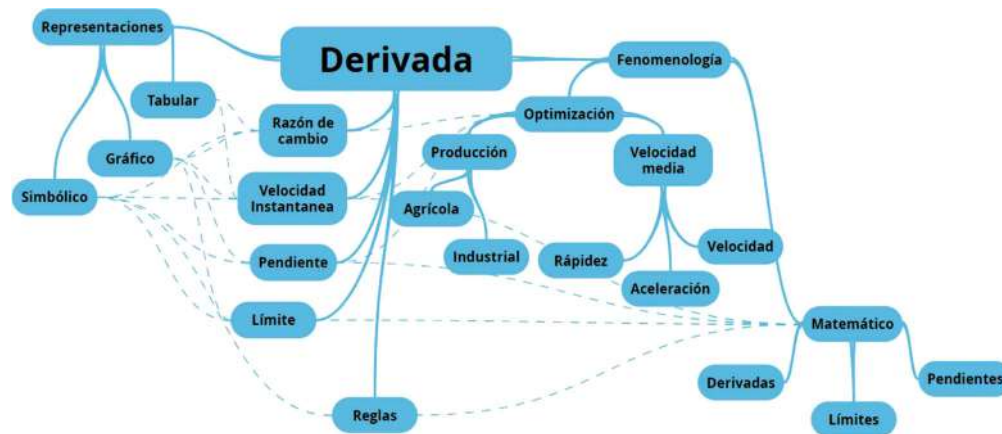 Representaciones
Derivada
Fenomenología
Tabular
Razón de
cambio
Optimización
Gráfico
Producción
Velocidad
media
Simbólico
Velocidad
Instantanea
Agrícola
Pendiente
Industrial
Rápidez
Velocidad
Aceleración
Límite
Matemático
Derivadas
Pendientes
Reglas
Límites